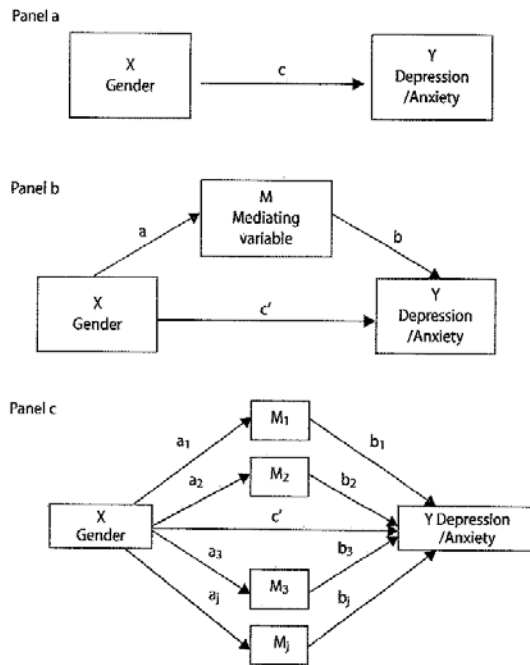 Panel a
X
Gender
c
Y
Depression
/Anxiety
Panel b
M
Mediating
variable
a
b
X
Gender
c'
Y
Depression
/Anxiety
Panel c
M1
a1
b1
M2
a2
b2
X
Gender
c'
Y Depression
/Anxiety
a3
b3
M3
aj
bj
Mj